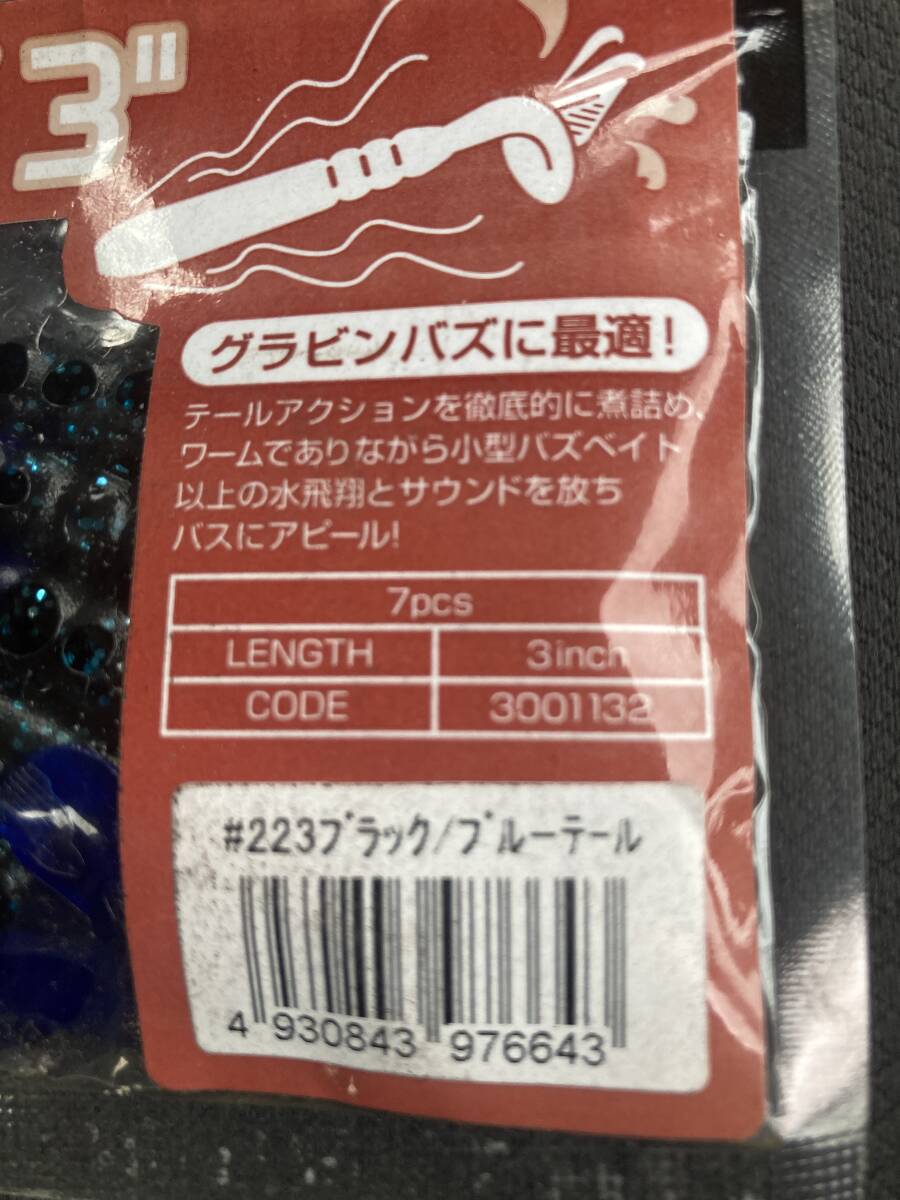 3"
グラビンバズに最適!
テールアクションを徹底的に煮詰め、
ワームでありながら小型バズベイト
以上の水飛翔とサウンドを放ち
バスにアピール!
7pcs
LENGTH 3inch
CODE 3001132
#223ブラック/ブルーテール
4 930843 976643